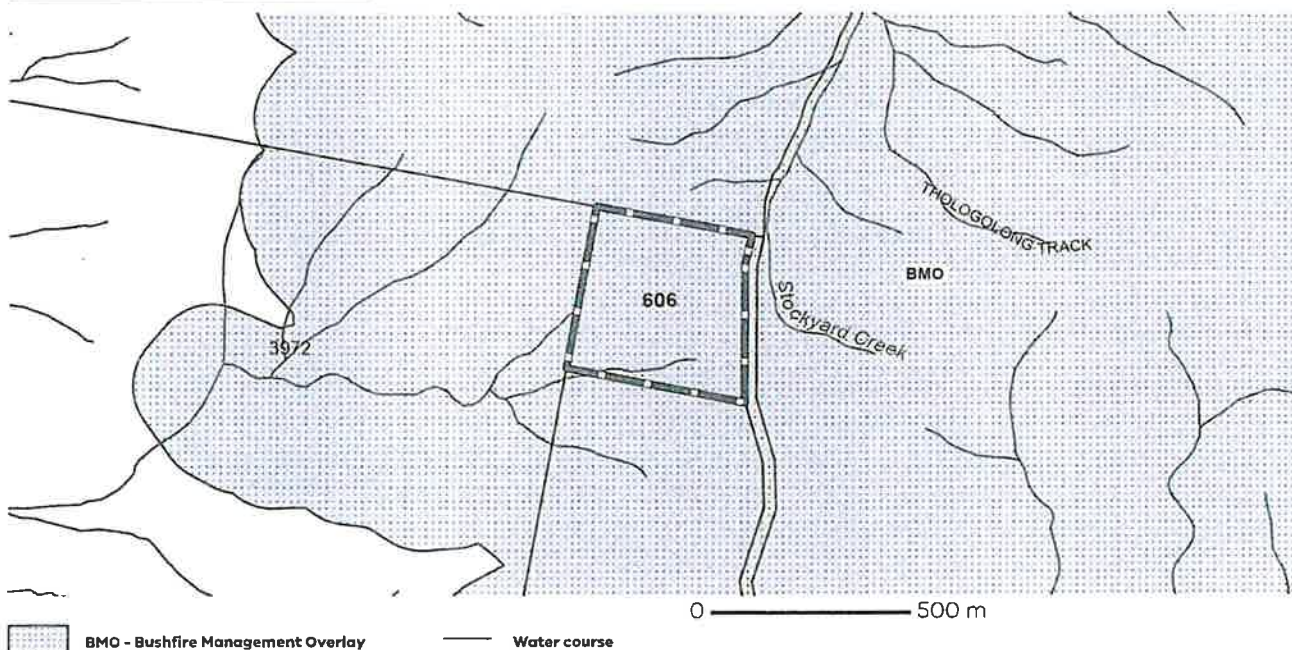 THOLOGOLONG TRACK
BMO
606
Stockyard Creek
3972
0 500 m
BMO - Bushfire Management Overlay
Water course